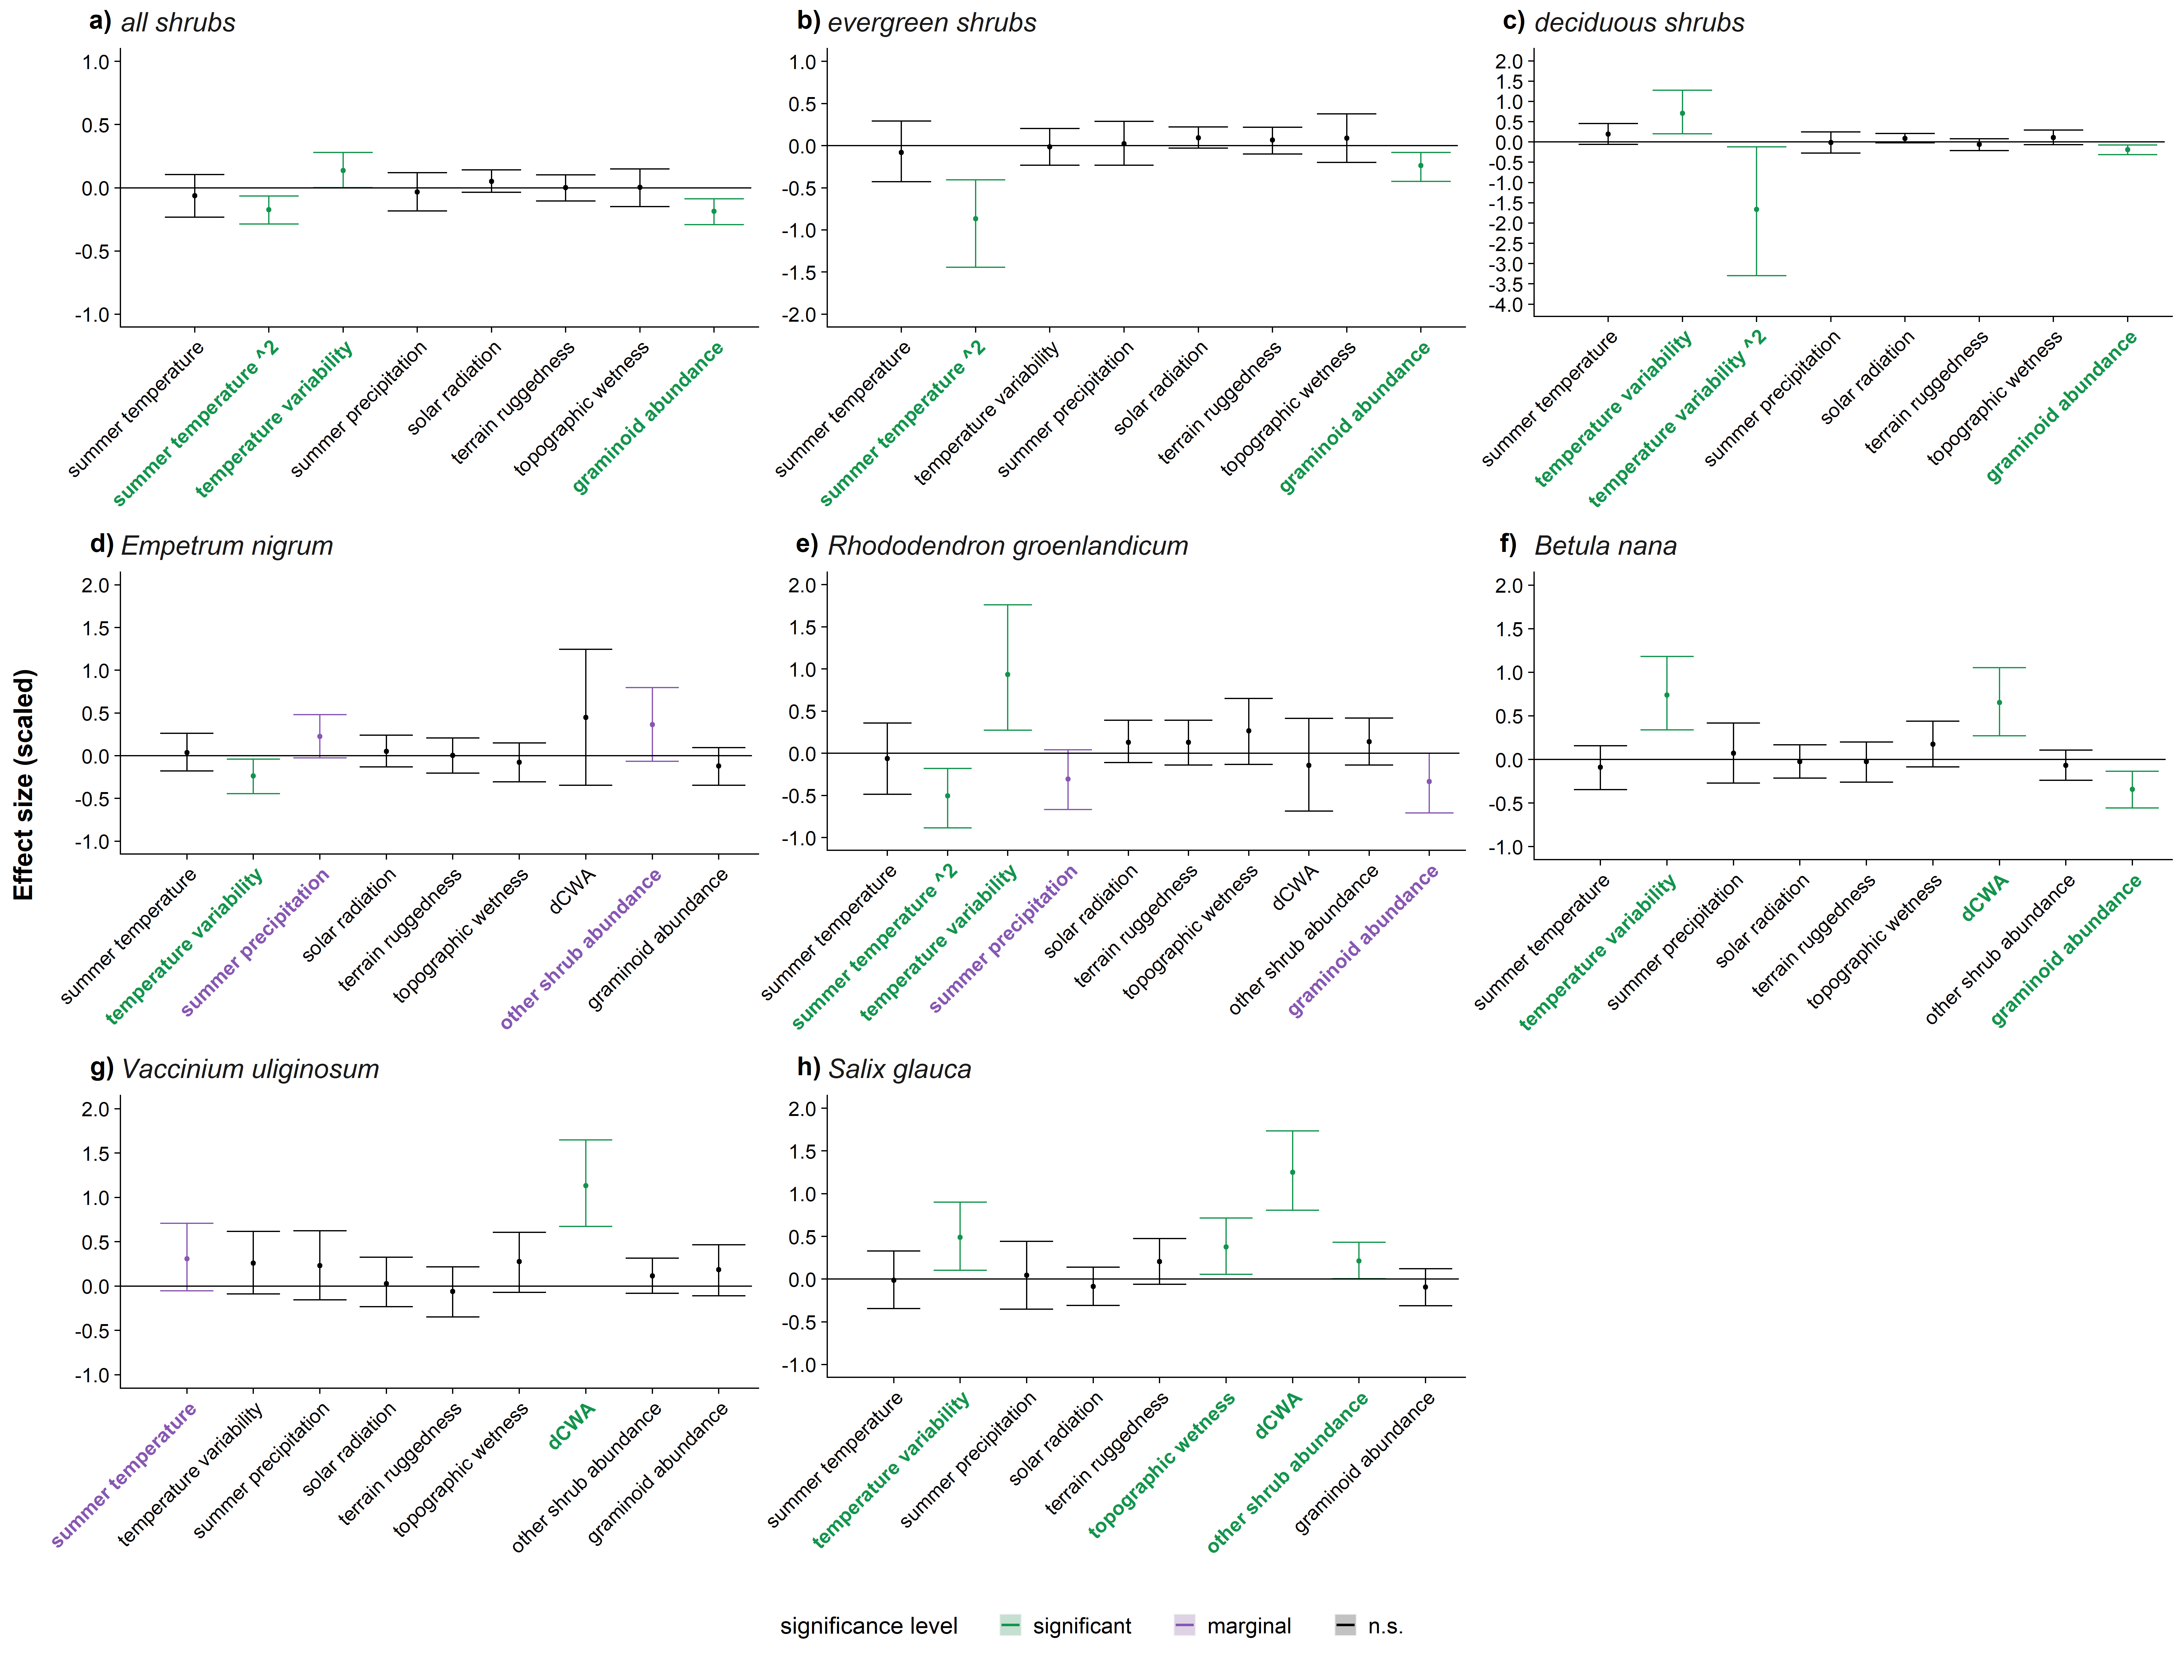 a) all shrubs
1.0
0.5
0.0
-0.5
-1.0
summer temperature
summer temperature ^2
temperature variability
summer precipitation
solar radiation
terrain ruggedness
topographic wetness
graminoid abundance
b) evergreen shrubs
1.0
0.5
0.0
-0.5
-1.0
-1.5
-2.0
summer temperature
summer temperature ^2
temperature variability
summer precipitation
solar radiation
terrain ruggedness
topographic wetness
graminoid abundance
c) deciduous shrubs
2.0
1.5
1.0
0.5
0.0
-0.5
-1.0
-1.5
-2.0
-2.5
-3.0
-3.5
-4.0
summer temperature
temperature variability
temperature variability ^2
summer precipitation
solar radiation
terrain ruggedness
topographic wetness
graminoid abundance
Effect size (scaled)
d) Empetrum nigrum
2.0
1.5
1.0
0.5
0.0
-0.5
-1.0
summer temperature
temperature variability
summer precipitation
solar radiation
terrain ruggedness
topographic wetness
dCWA
other shrub abundance
graminoid abundance
e) Rhododendron groenlandicum
2.0
1.5
1.0
0.5
0.0
-0.5
-1.0
summer temperature
summer temperature ^2
temperature variability
summer precipitation
solar radiation
terrain ruggedness
topographic wetness
dCWA
other shrub abundance
graminoid abundance
f) Betula nana
2.0
1.5
1.0
0.5
0.0
-0.5
-1.0
summer temperature
temperature variability
summer precipitation
solar radiation
terrain ruggedness
topographic wetness
dCWA
other shrub abundance
graminoid abundance
g) Vaccinium uliginosum
2.0
1.5
1.0
0.5
0.0
-0.5
-1.0
summer temperature
temperature variability
summer precipitation
solar radiation
terrain ruggedness
topographic wetness
dCWA
other shrub abundance
graminoid abundance
h) Salix glauca
2.0
1.5
1.0
0.5
0.0
-0.5
-1.0
summer temperature
temperature variability
summer precipitation
solar radiation
terrain ruggedness
topographic wetness
dCWA
other shrub abundance
graminoid abundance
significance level significant marginal n.s.